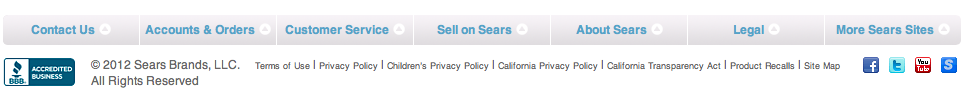 Contact Us
Accounts & Orders
Customer Service
Sell on Sears
About Sears
Legal
More Sears Sites
BBB. ACCREDITED BUSINESS
© 2012 Sears Brands, LLC.
All Rights Reserved
Terms of Use | Privacy Policy | Children's Privacy Policy | California Privacy Policy | California Transparency Act | Product Recalls | Site Map
f
t
You Tube
S